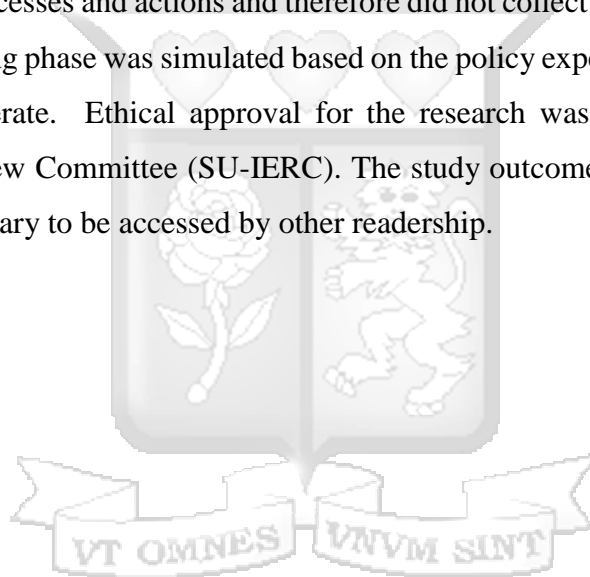 cesses and actions and therefore did not collect
g phase was simulated based on the policy expe
erate. Ethical approval for the research was
ew Committee (SU-IERC). The study outcome
ary to be accessed by other readership.
VT OMNES VNVM SINT